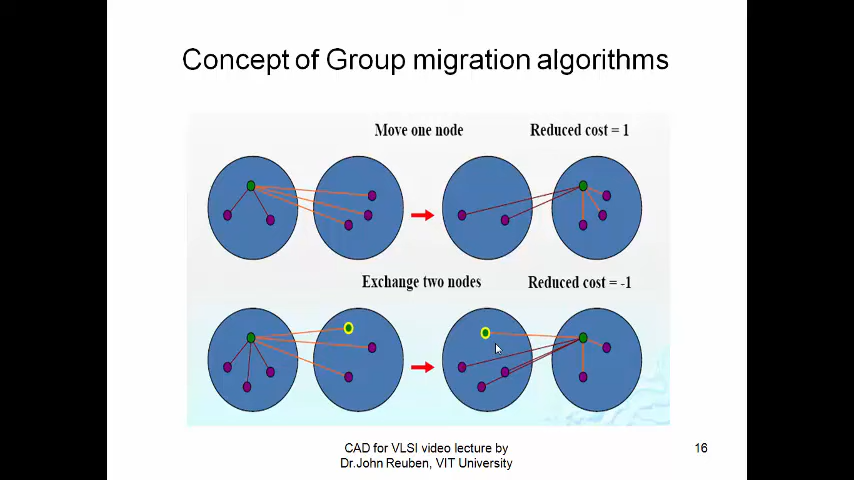 Concept of Group migration algorithms
Move one node Reduced cost = 1
Exchange two nodes Reduced cost = -1
CAD for VLSI video lecture by
Dr.John Reuben, VIT University
16